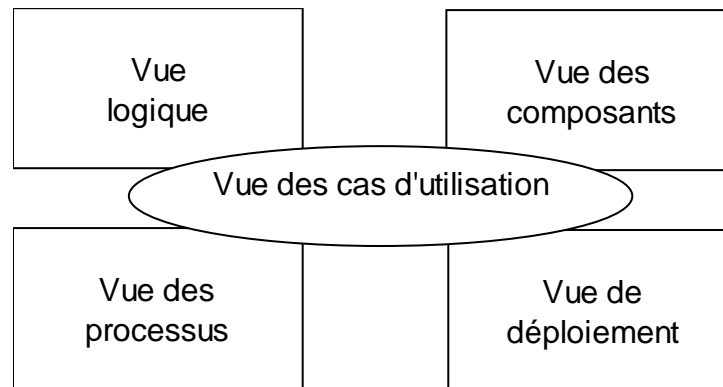 Vue
logique
Vue des
composants
Vue des cas d'utilisation
Vue des
processus
Vue de
déploiement